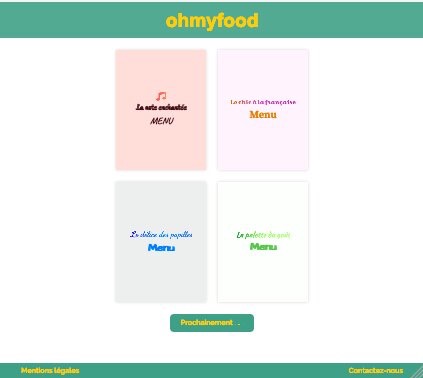 ohmyfood
La note enchantée
MENU
Le chic à la française
Menu
Le délice des papilles
Menu
La palette du goût
Menu
Prochainement ...
Mentions légales
Contactez-nous